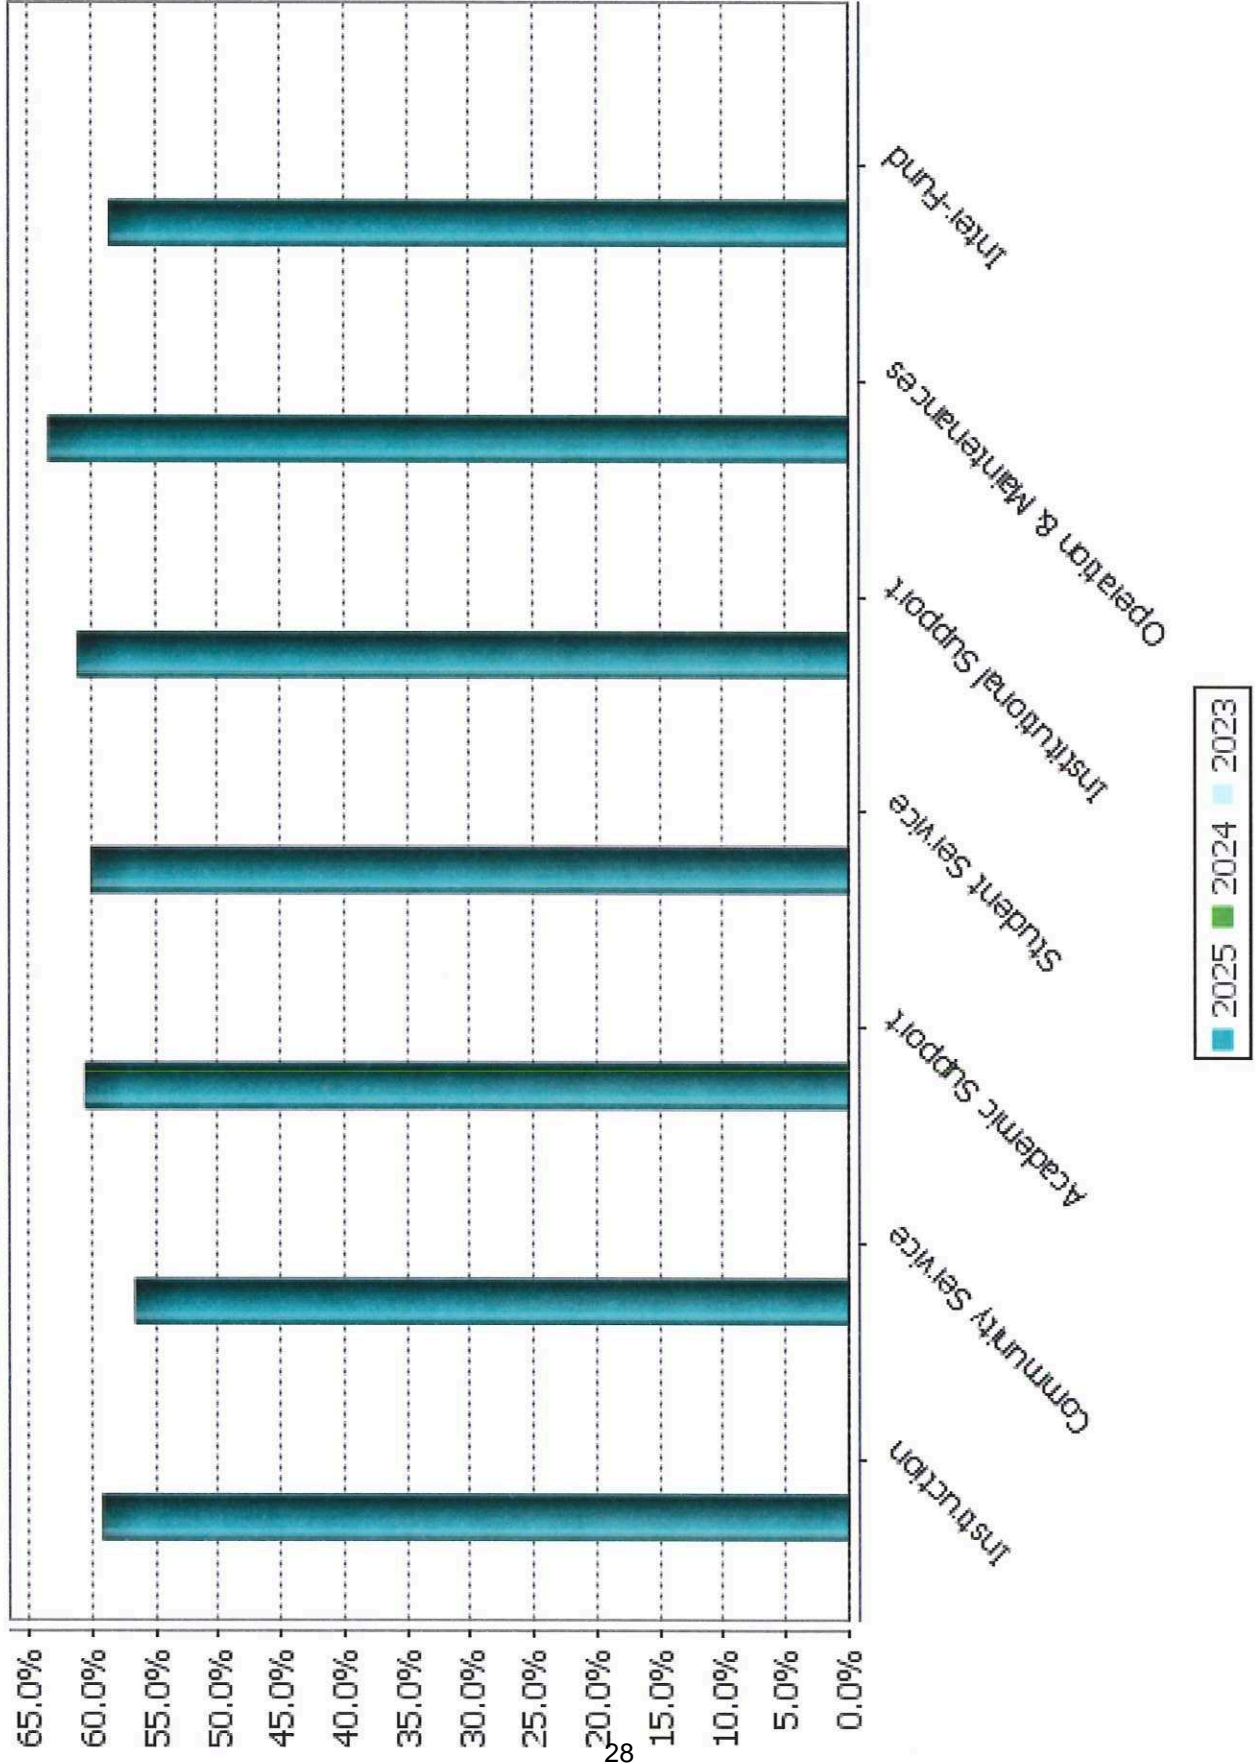 65.0%
60.0%
55.0%
50.0%
45.0%
40.0%
35.0%
30.0%
25.0%
20.0%
15.0%
10.0%
5.0%
0.0%
Instruction
Community Service
Academic Support
Student Service
Institutional Support
Operation & Maintenances
Inter-Fund
2025 2024 2023
28